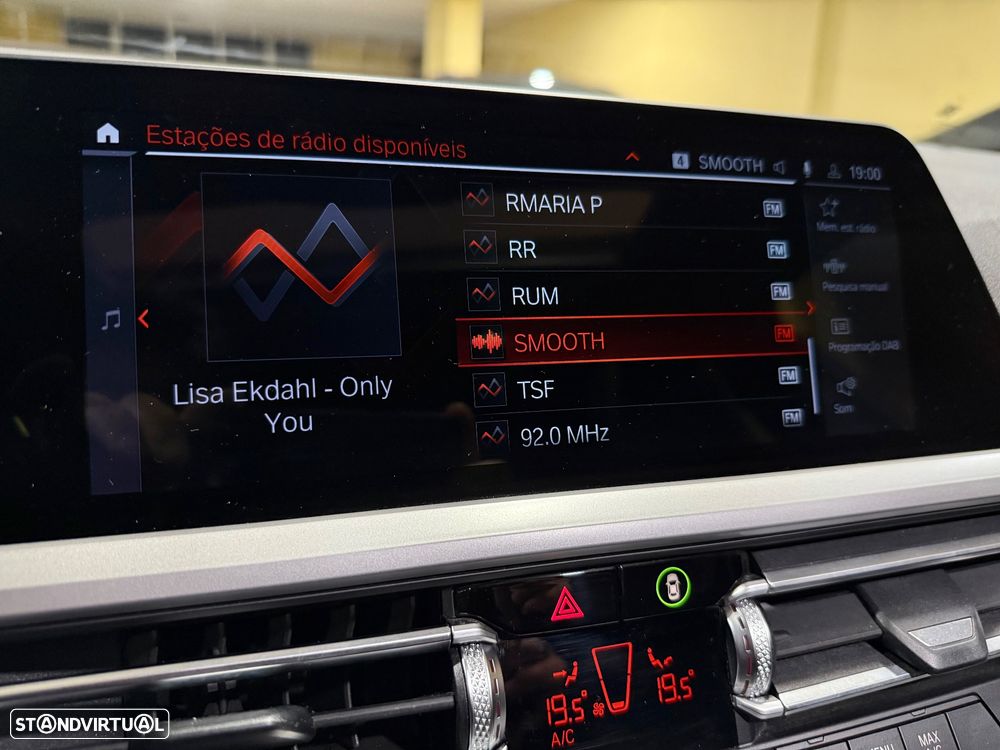 Estações de rádio disponíveis
4 SMOOTH 19:00
RMARIA P FM
RR FM
RUM FM
SMOOTH FM
TSF FM
92.0 MHz FM
Lisa Ekdahl - Only
You
Mem. est. rádio
Pesquisa manual
Programação DAB
Som
19.5° 19.5°
A/C
MENU MAX
STANDVIRTUAL